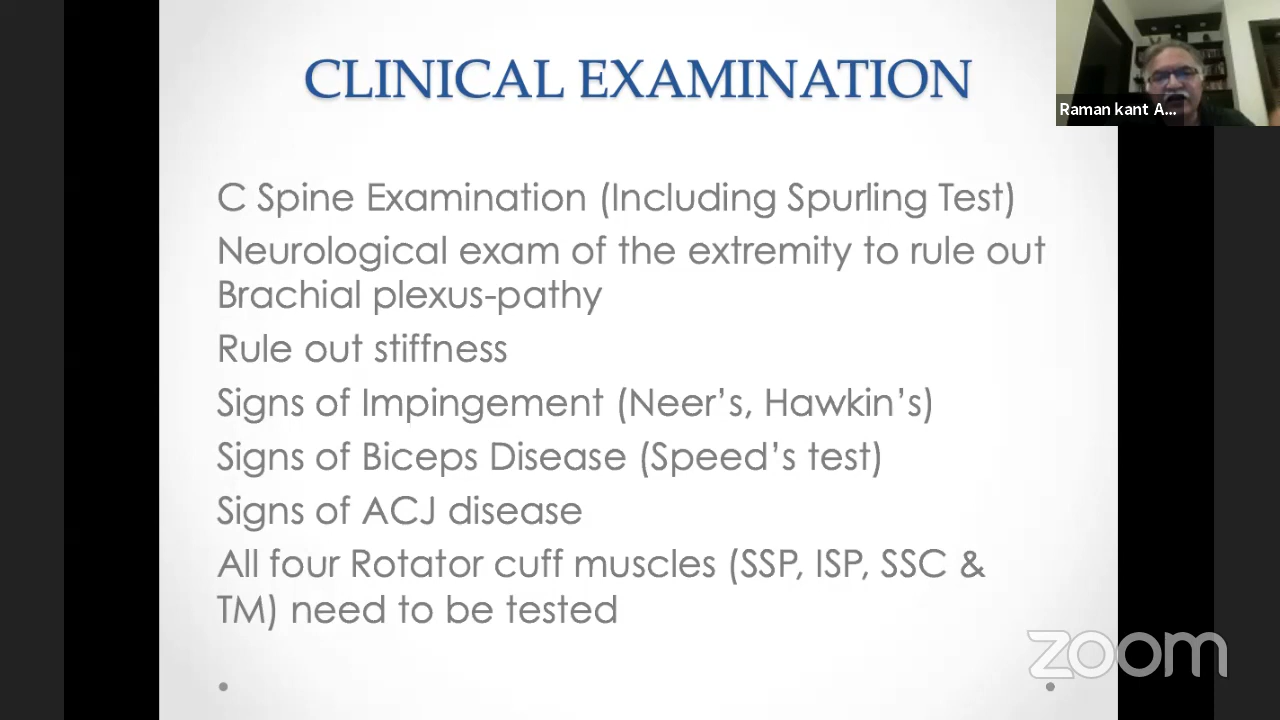 CLINICAL EXAMINATION
Raman kant A...
C Spine Examination (Including Spurling Test)
Neurological exam of the extremity to rule out
Brachial plexus-pathy
Rule out stiffness
Signs of Impingement (Neer’s, Hawkin’s)
Signs of Biceps Disease (Speed’s test)
Signs of ACJ disease
All four Rotator cuff muscles (SSP, ISP, SSC &
TM) need to be tested
zoom